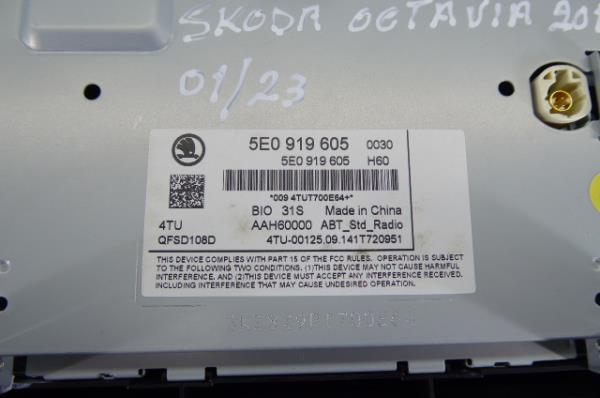 SKODA OCTAVIA
01/23
5E0 919 605 0030
5E0 919 605 H60
*009 4TUT700E64+*
BIO 31S Made in China
4TU AAH60000 ABT_Std_Radio
QFSD108D 4TU-00125.09.141T720951
THIS DEVICE COMPLIES WITH PART 15 OF THE FCC RULES. OPERATION IS
SUBJECT TO THE FOLLOWING TWO CONDITIONS. (1)THIS DEVICE MAY NOT CAUSE HARMFUL
INTERFERENCE. AND (2)THIS DEVICE MUST ACCEPT ANY INTERFERENCE RECEIVED.
INCLUDING INTERFERENCE THAT MAY CAUSE UNDESIRED OPERATION.